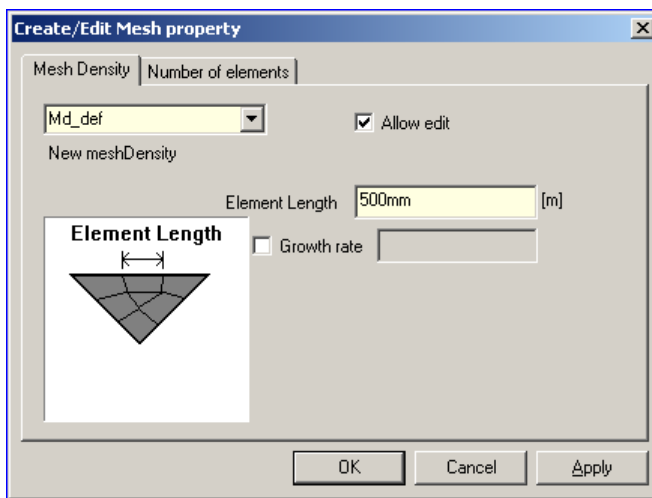 Create/Edit Mesh property
Mesh Density
Number of elements
Md_def
Allow edit
New meshDensity
Element Length
500mm
[m]
Element Length
Growth rate
OK
Cancel
Apply